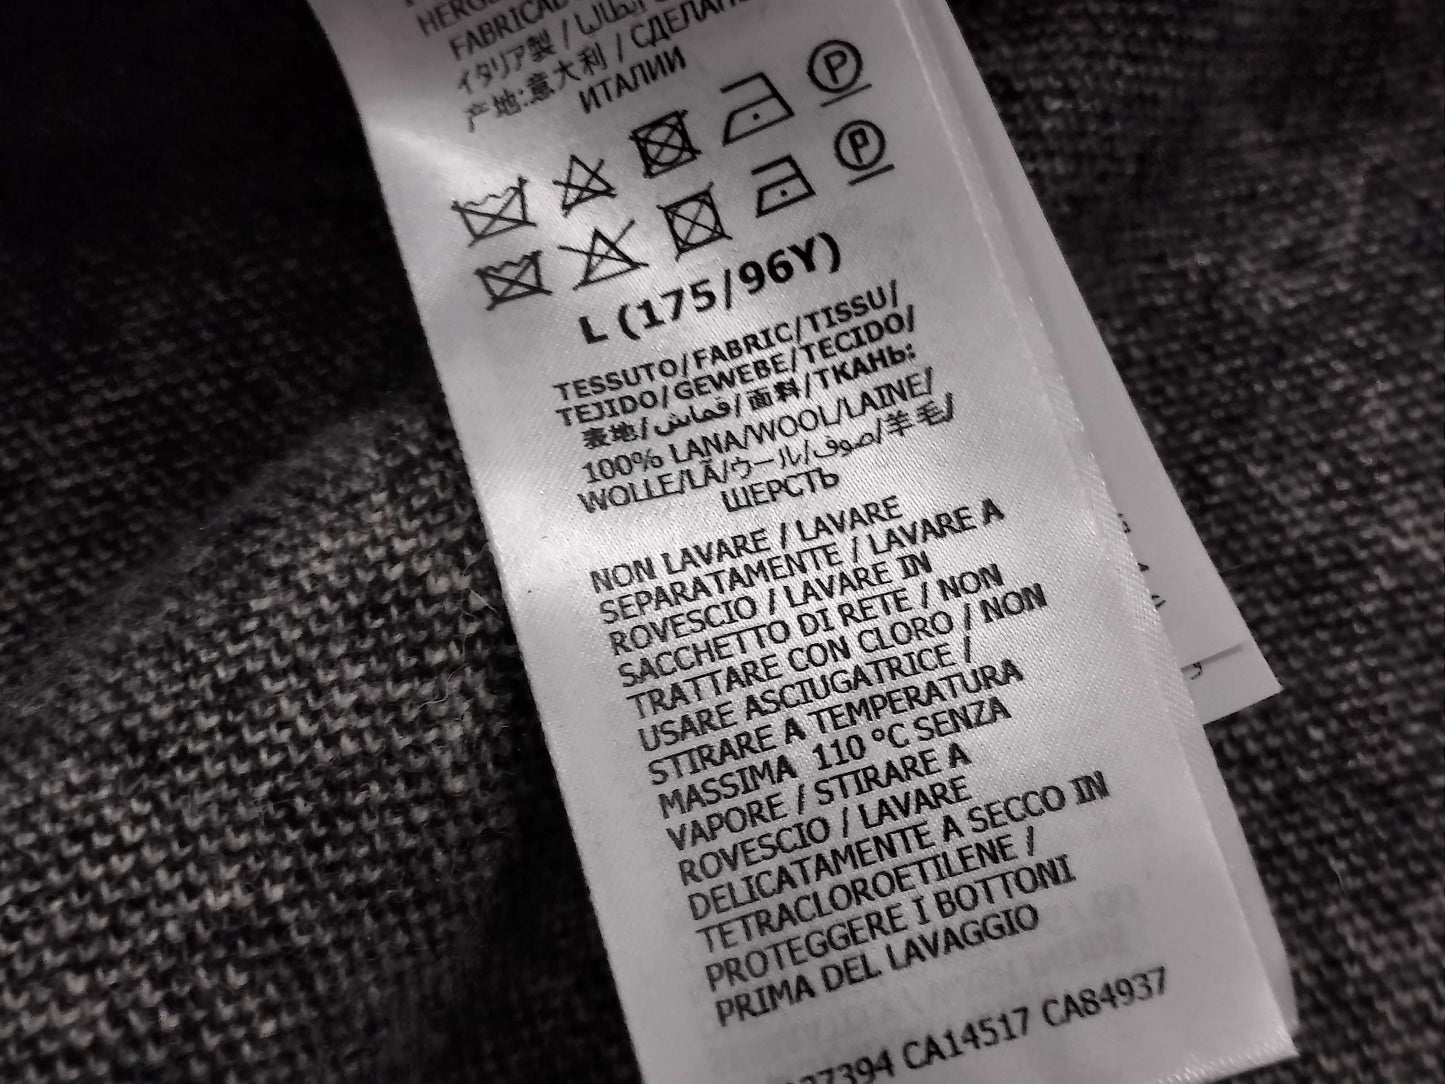 FABRICAD
イタリア製 / إيطاليا / СДЕЛАНО
产地:意大利 / СДЕЛАНО
ИТАЛИИ
L (175/96Y)
TESSUTO/FABRIC/TISSU/
TEJIDO/GEWEBE/TECIDO/
表地/قماش/面料/ТКАНЬ:
100% LANA/WOOL/LAINE/
WOLLE/LÃ/ウール/صوف/羊毛/
ШЕРСТЬ
NON LAVARE / LAVARE
SEPARATAMENTE / LAVARE A
ROVESCIO / LAVARE IN
SACCHETTO DI RETE / NON
TRATTARE CON CLORO / NON
USARE ASCIUGATRICE /
STIRARE A TEMPERATURA
MASSIMA 110 °C SENZA
VAPORE / STIRARE A
ROVESCIO / LAVARE
DELICATAMENTE A SECCO IN
TETRACLOROETILENE /
PROTEGGERE I BOTTONI
PRIMA DEL LAVAGGIO
37394 CA14517 CA84937